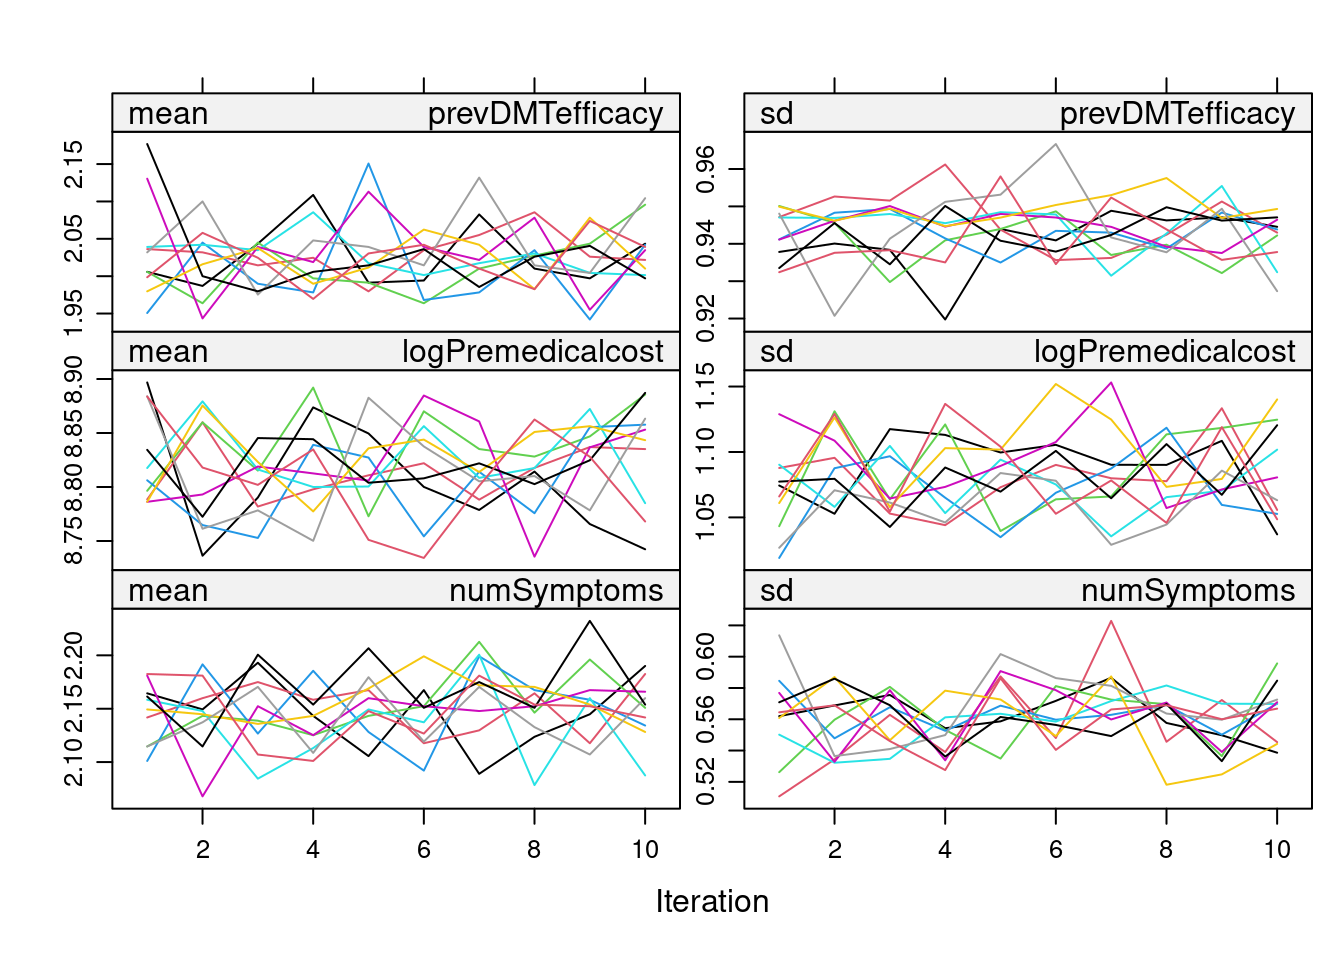 mean prevDMTefficacy
sd prevDMTefficacy
1.95 2.05 2.15
0.92 0.94 0.96
mean logPremedicalcost
sd logPremedicalcost
8.75 8.80 8.85 8.90
1.05 1.10 1.15
mean numSymptoms
sd numSymptoms
2.10 2.15 2.20
0.52 0.56 0.60
2 4 6 8 10
2 4 6 8 10
Iteration